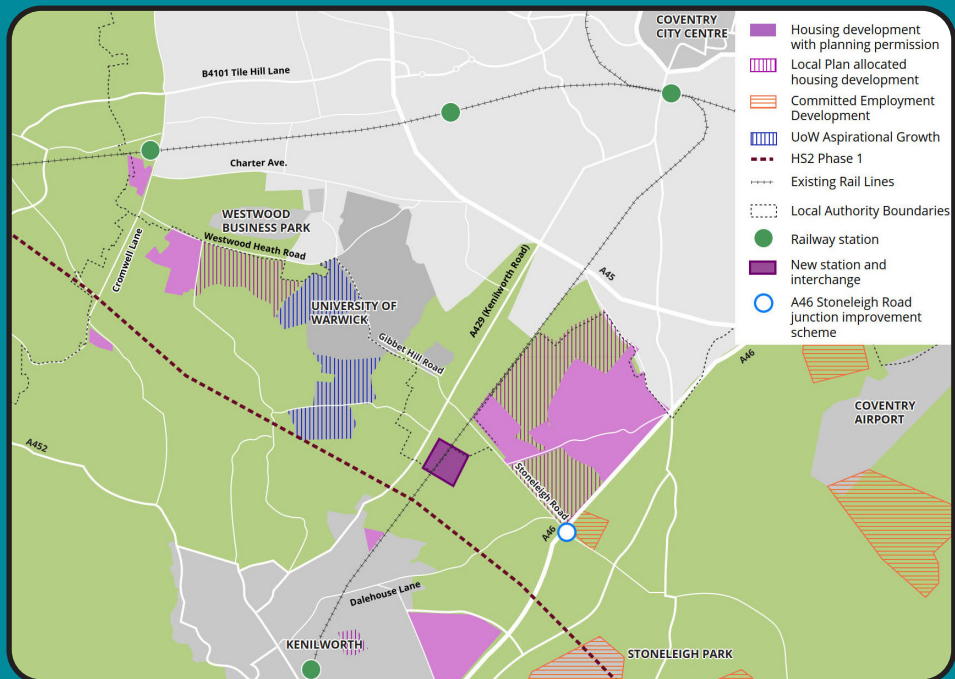 COVENTRY
CITY CENTRE
B4101 Tile Hill Lane
Charter Ave.
WESTWOOD
BUSINESS PARK
Westwood Heath Road
Cromwell Lane
UNIVERSITY OF
WARWICK
Gibbet Hill Road
A429 (Kenilworth Road)
A45
A46
COVENTRY
AIRPORT
A452
Stoneleigh Road
A46
Dalehouse Lane
KENILWORTH
STONELEIGH PARK
Housing development
with planning permission
Local Plan allocated
housing development
Committed Employment
Development
UoW Aspirational Growth
HS2 Phase 1
Existing Rail Lines
Local Authority Boundaries
Railway station
New station and
interchange
A46 Stoneleigh Road
junction improvement
scheme